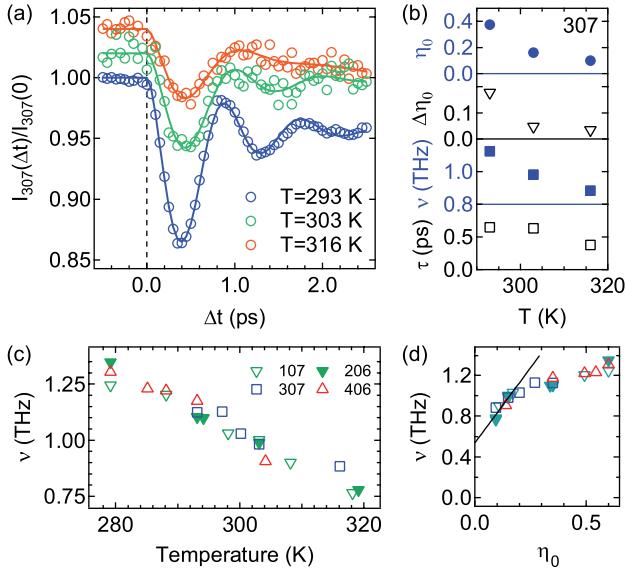 (a)
1.05
1.00
0.95
0.90
0.85
I307(Δt)/I307(0)
T=293 K
T=303 K
T=316 K
0.0
1.0
2.0
Δt (ps)
(b)
307
η0
0.4
0.2
0.0
Δη0
0.1
0.0
ν (THz)
1.0
0.8
τ (ps)
0.5
0.0
300
320
T (K)
(c)
107
206
307
406
1.25
1.00
0.75
ν (THz)
280
300
320
Temperature (K)
(d)
1.6
1.2
0.8
0.4
0.0
ν (THz)
0.0
0.5
η0